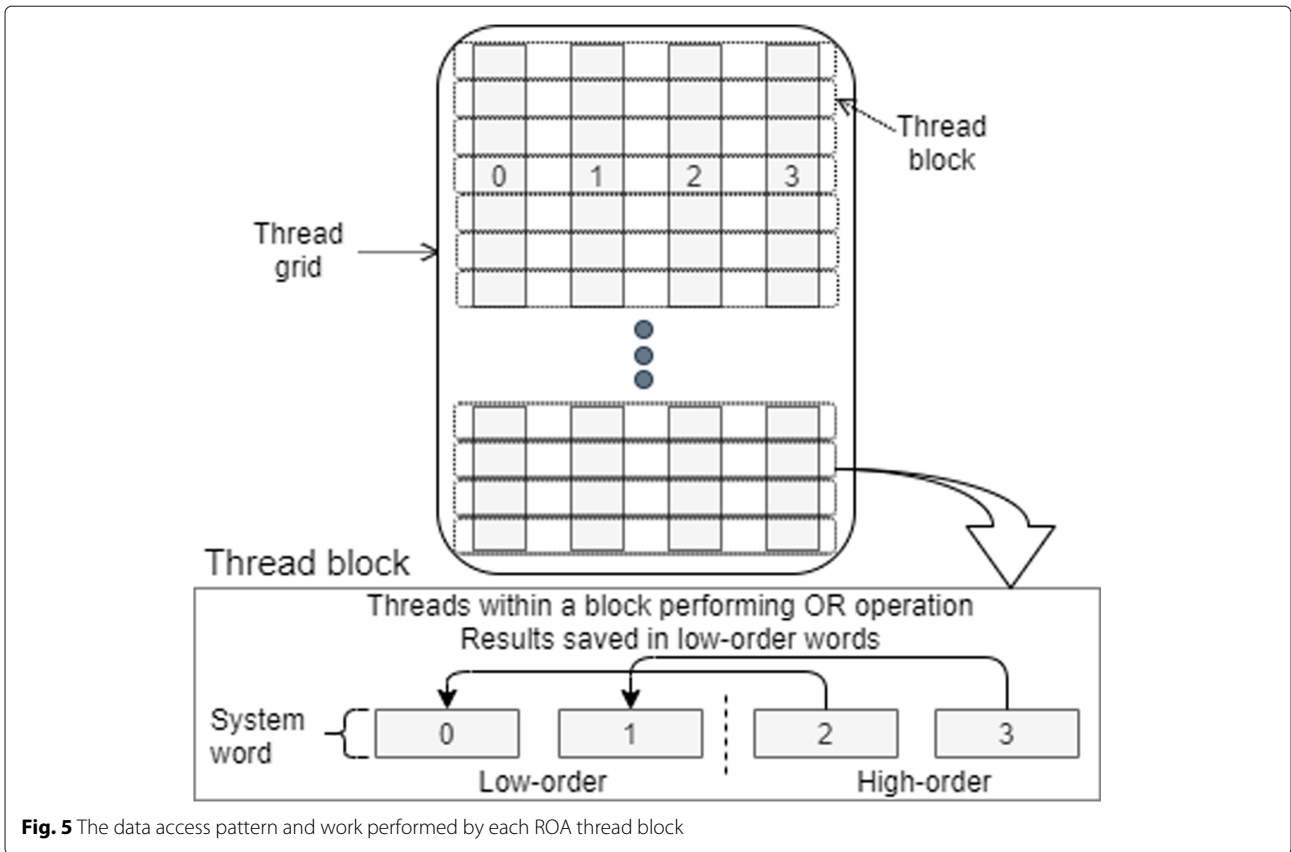 Thread
block
0 1 2 3
Thread
grid
Thread block
Threads within a block performing OR operation
Results saved in low-order words
System
word
0 1 2 3
Low-order High-order
Fig. 5 The data access pattern and work performed by each ROA thread block